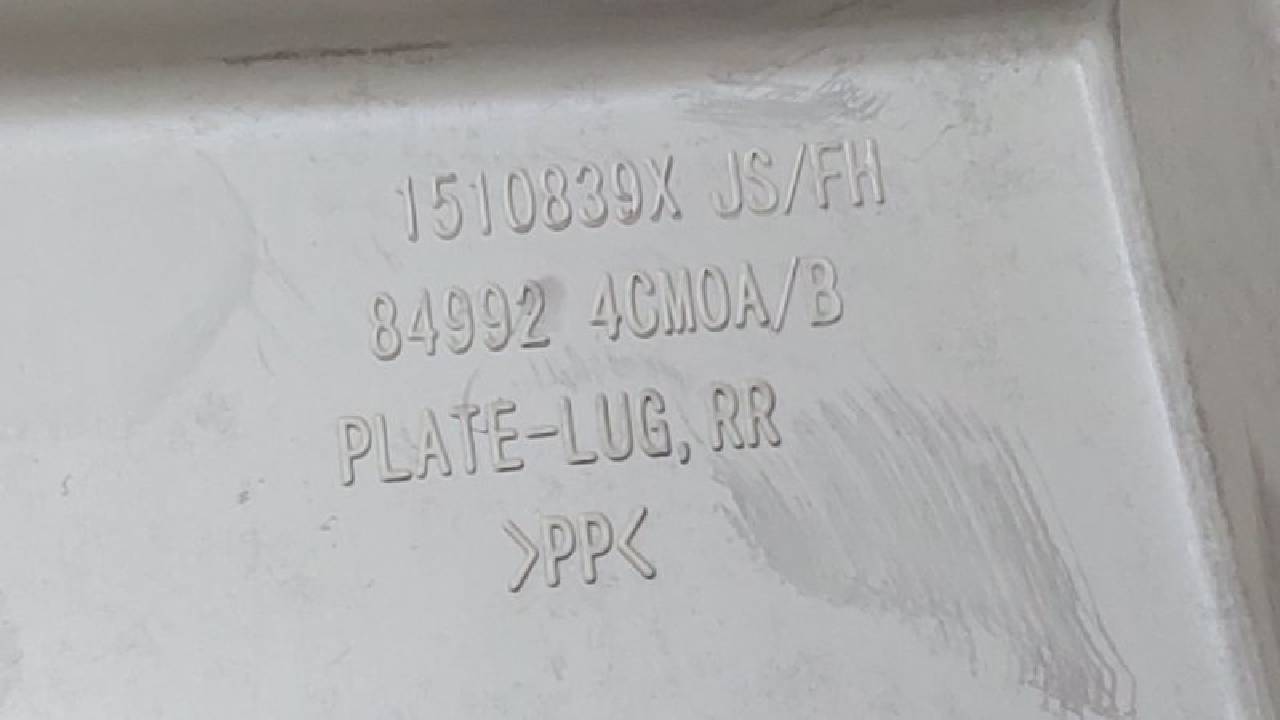 1510839X JS/FH
84992 4CM0A/B
PLATE-LUG, RR
>PP<